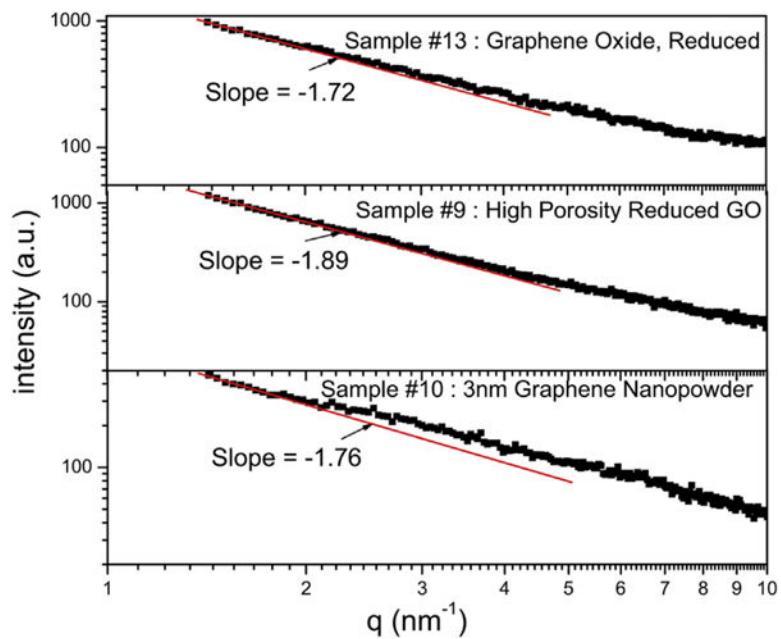 1000
Sample #13 : Graphene Oxide, Reduced
Slope = -1.72
100
1000
Sample #9 : High Porosity Reduced GO
Slope = -1.89
100
intensity (a.u.)
Sample #10 : 3nm Graphene Nanopowder
100
Slope = -1.76
1 2 3 4 5 6 7 8 9 10
q (nm⁻¹)